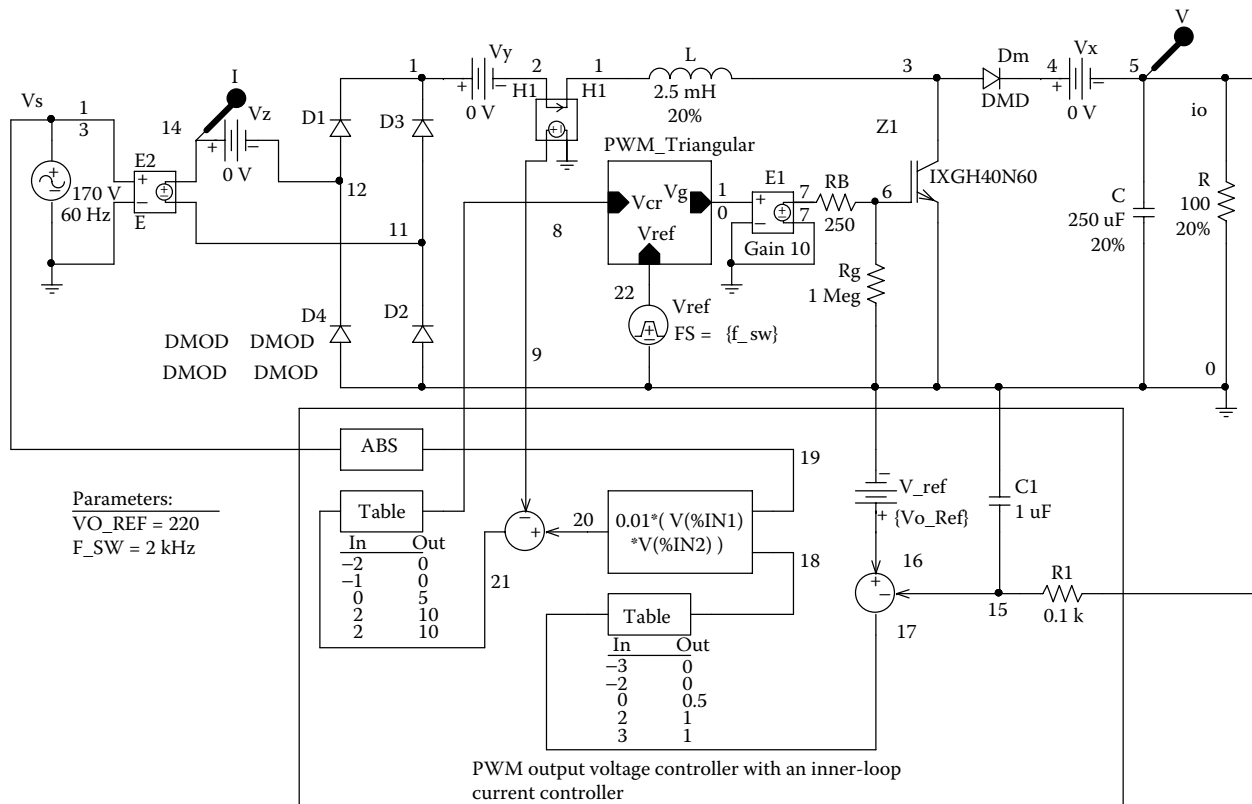 Vs
1
3
170 V
60 Hz
E2
E
14
I
Vz
0 V
+
−
D1
D3
12
11
D4
D2
DMOD DMOD
DMOD DMOD
1
Vy
+
−
0 V
2
H1
1
H1
L
2.5 mH
20%
3
Dm
DMD
4
Vx
+
−
0 V
5
V
io
PWM_Triangular
Vcr
Vg
Vref
8
1
0
E1
+
−
7
7
Gain 10
RB
250
6
Z1
IXGH40N60
Rg
1 Meg
22
Vref
FS = {f_sw}
C
250 uF
20%
R
100
20%
0
9
ABS
19
Parameters:
VO_REF = 220
F_SW = 2 kHz
Table
In Out
−2 0
−1 0
0 5
2 10
2 10
21
−
+
20
0.01*( V(%IN1)
*V(%IN2) )
18
Table
In Out
−3 0
−2 0
0 0.5
2 1
3 1
−
V_ref
+ {Vo_Ref}
16
+
−
17
C1
1 uF
15
R1
0.1 k
PWM output voltage controller with an inner-loop
current controller